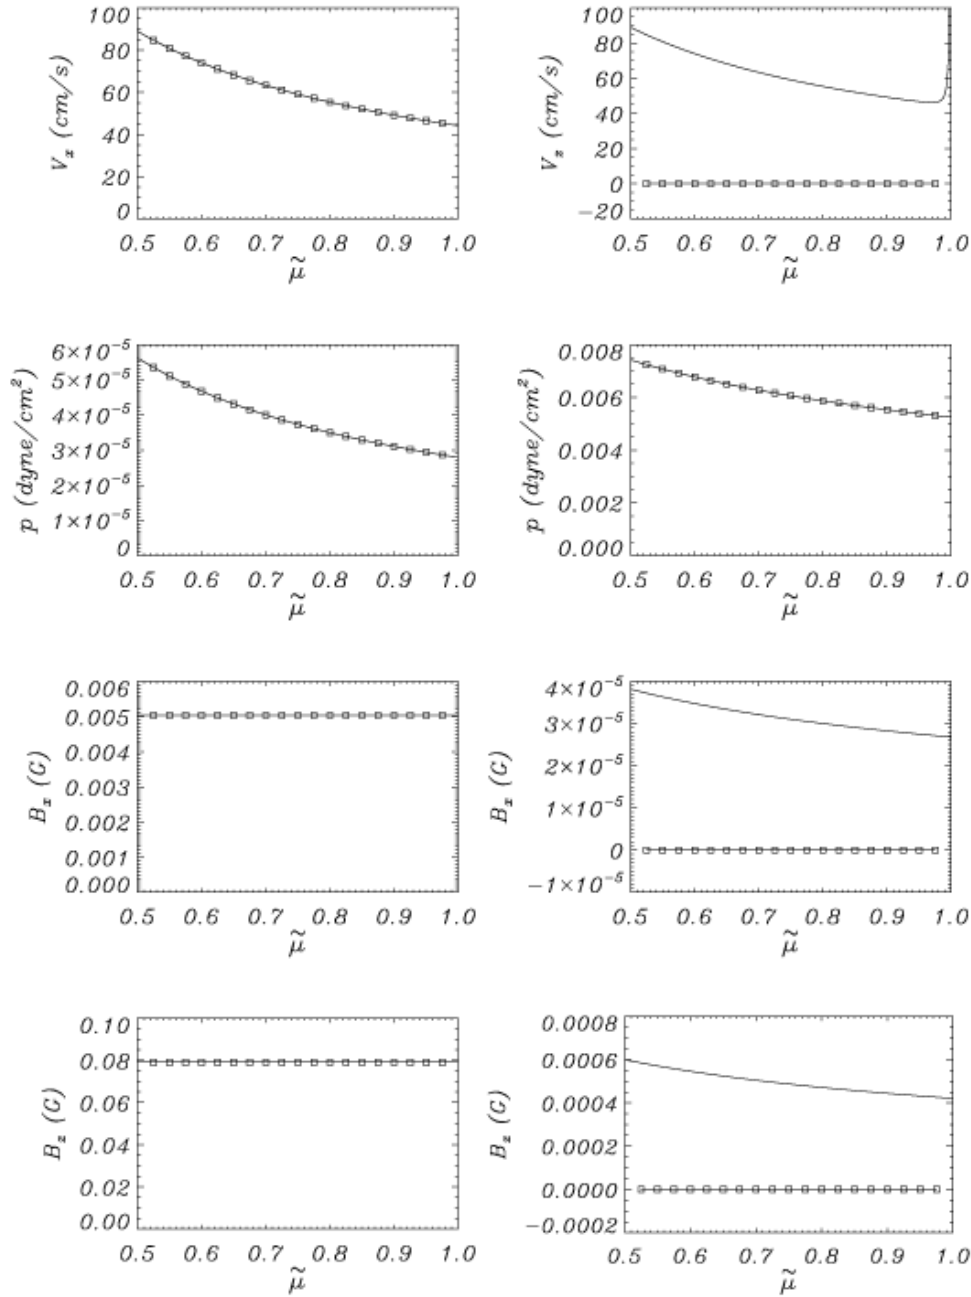 100
80
60
40
20
0
V_x (cm/s)
0.5 0.6 0.7 0.8 0.9 1.0
μ̃
100
80
60
40
20
0
−20
V_z (cm/s)
0.5 0.6 0.7 0.8 0.9 1.0
μ̃
6×10⁻⁵
5×10⁻⁵
4×10⁻⁵
3×10⁻⁵
2×10⁻⁵
1×10⁻⁵
0
p (dyne/cm²)
0.5 0.6 0.7 0.8 0.9 1.0
μ̃
0.008
0.006
0.004
0.002
0.000
p (dyne/cm²)
0.5 0.6 0.7 0.8 0.9 1.0
μ̃
0.006
0.005
0.004
0.003
0.002
0.001
0.000
B_x (G)
0.5 0.6 0.7 0.8 0.9 1.0
μ̃
4×10⁻⁵
3×10⁻⁵
2×10⁻⁵
1×10⁻⁵
0
−1×10⁻⁵
B_x (G)
0.5 0.6 0.7 0.8 0.9 1.0
μ̃
0.10
0.08
0.06
0.04
0.02
0.00
B_z (G)
0.5 0.6 0.7 0.8 0.9 1.0
μ̃
0.0008
0.0006
0.0004
0.0002
0.0000
−0.0002
B_z (G)
0.5 0.6 0.7 0.8 0.9 1.0
μ̃